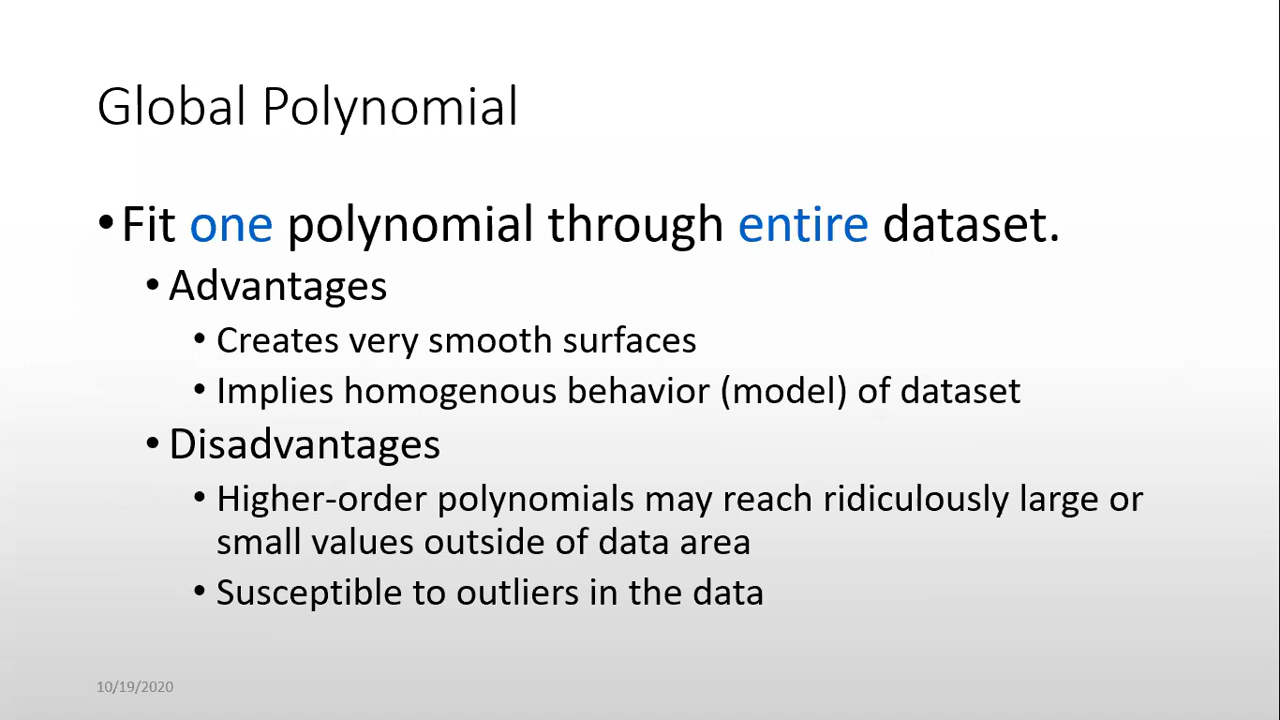 Global Polynomial
•Fit one polynomial through entire dataset.
• Advantages
• Creates very smooth surfaces
• Implies homogenous behavior (model) of dataset
• Disadvantages
• Higher-order polynomials may reach ridiculously large or
small values outside of data area
• Susceptible to outliers in the data
10/19/2020